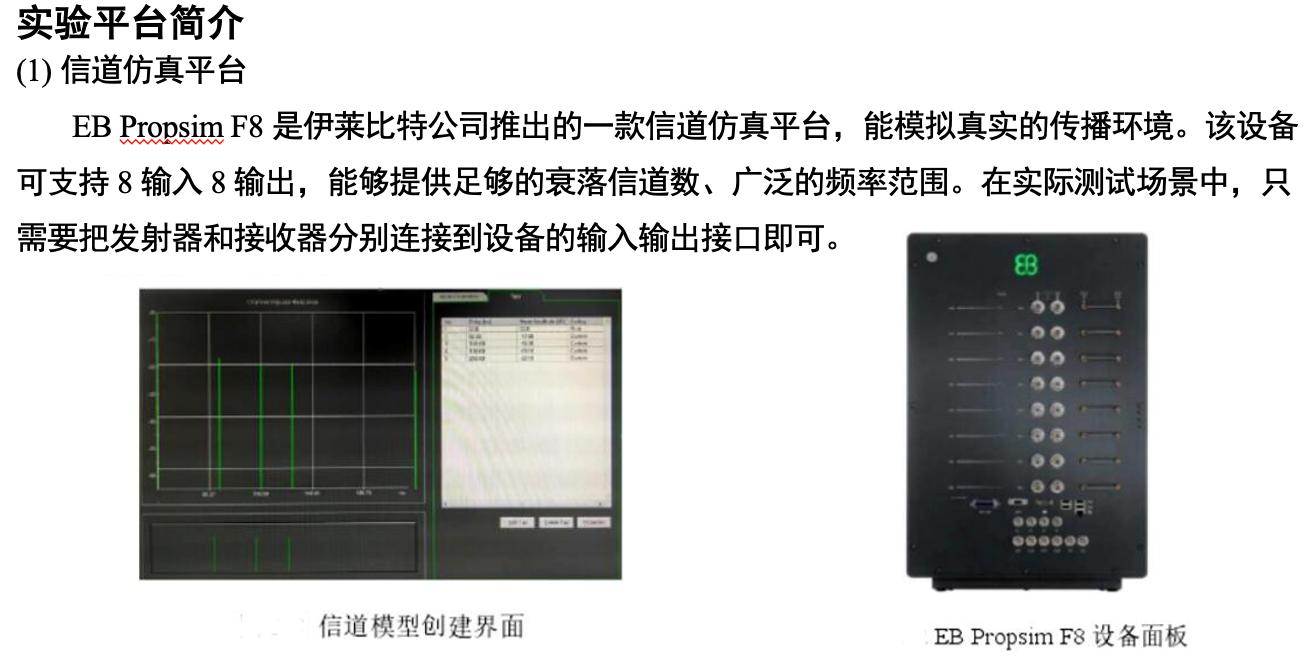 实验平台简介
(1) 信道仿真平台
EB Propsim F8 是伊莱比特公司推出的一款信道仿真平台，能模拟真实的传播环境。该设备
可支持 8 输入 8 输出，能够提供足够的衰落信道数、广泛的频率范围。在实际测试场景中，只
需要把发射器和接收器分别连接到设备的输入输出接口即可。
EB
信道模型创建界面
EB Propsim F8 设备面板